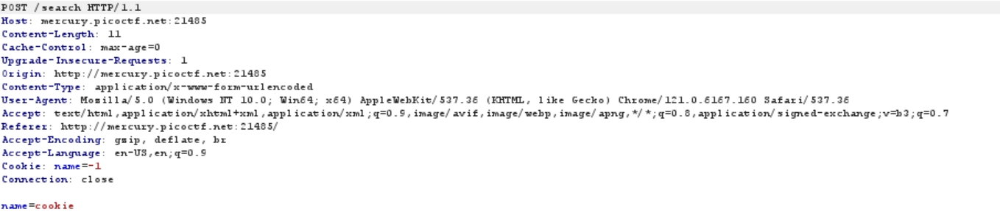 POST /search HTTP/1.1
Host: mercury.picoctf.net:21485
Content-Length: 11
Cache-Control: max-age=0
Upgrade-Insecure-Requests: 1
Origin: http://mercury.picoctf.net:21485
Content-Type: application/x-www-form-urlencoded
User-Agent: Mozilla/5.0 (Windows NT 10.0; Win64; x64) AppleWebKit/537.36 (KHTML, like Gecko) Chrome/121.0.6167.160 Safari/537.36
Accept: text/html,application/xhtml+xml,application/xml;q=0.9,image/avif,image/webp,image/apng,*/*;q=0.8,application/signed-exchange;v=b3;q=0.7
Referer: http://mercury.picoctf.net:21485/
Accept-Encoding: gzip, deflate, br
Accept-Language: en-US,en;q=0.9
Cookie: name=-1
Connection: close
name=cookie